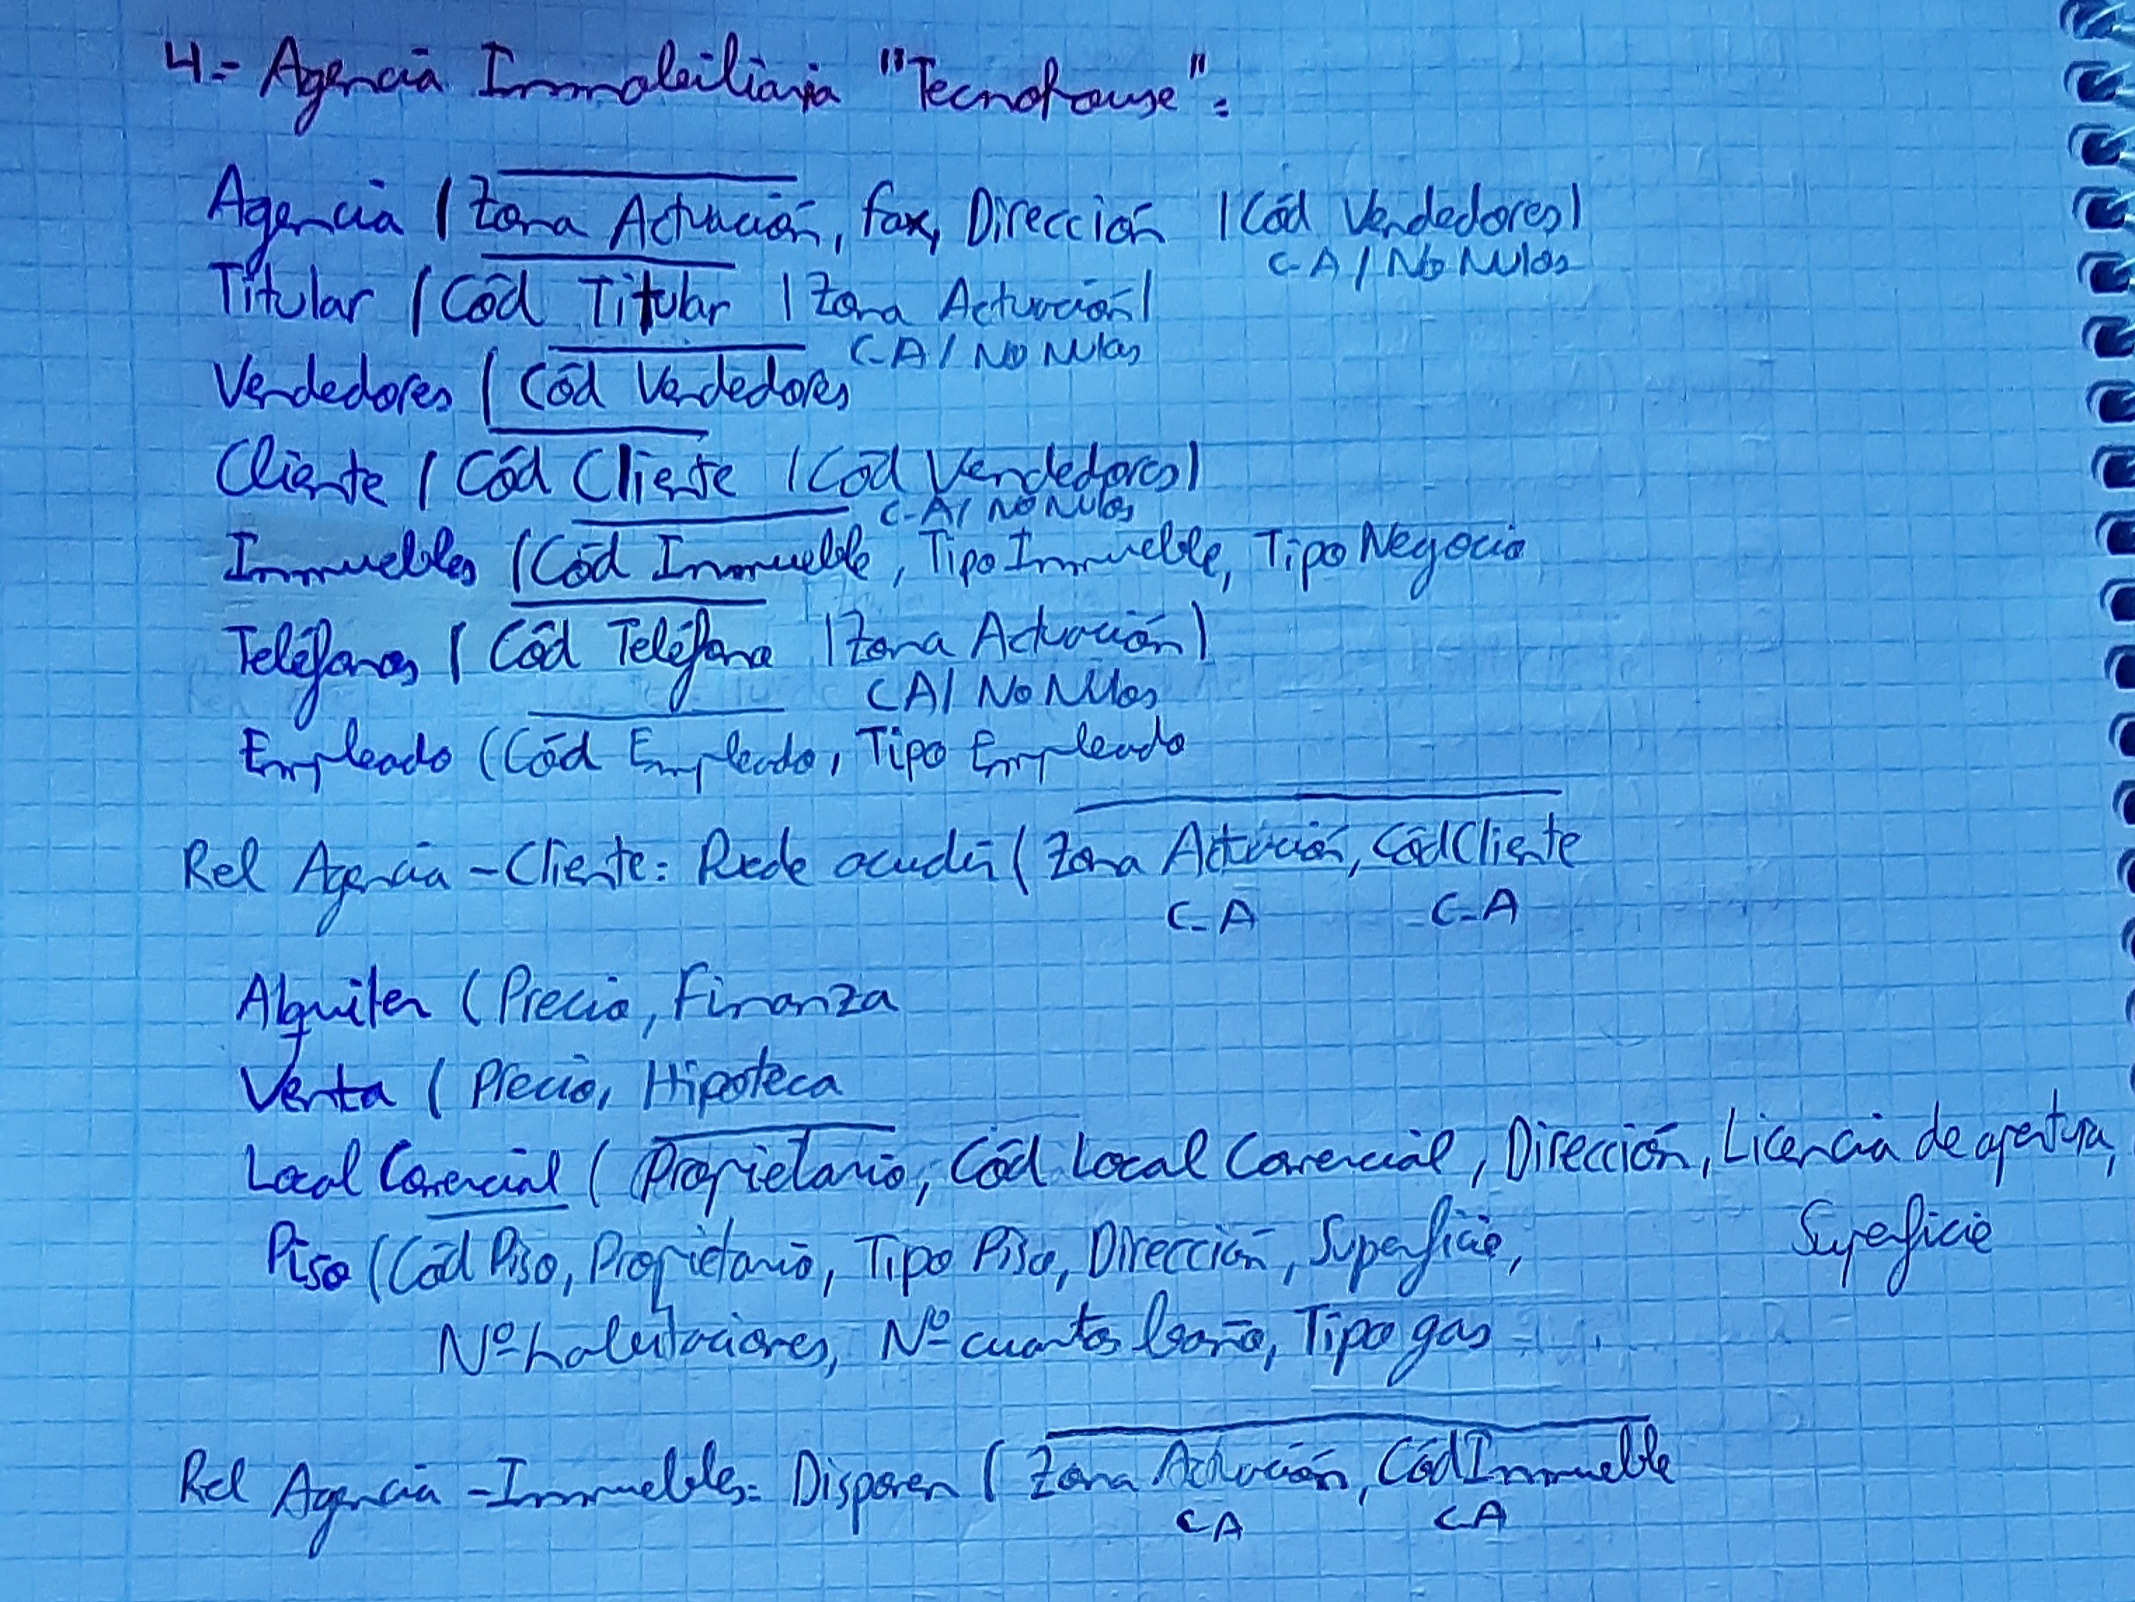 4.- Agencia Inmobiliaria "Tecnohouse":
Agencia (Zona Actuación, fax, Dirección |Cód Vendedores|
C-A / No Nulos
Titular (Cód Titular |Zona Actuación|
C-A / No Nulos
Vendedores (Cód Vendedores
Cliente (Cód Cliente |Cód Vendedores|
C-A / No Nulos
Inmuebles (Cód Inmueble, Tipo Inmueble, Tipo Negocio
Teléfonos (Cód Teléfono |Zona Actuación|
CA / No Nulos
Empleado (Cód Empleado, Tipo Empleado
Rel Agencia - Cliente: Puede acudir (Zona Actuación, Cód Cliente
C-A C-A
Alquiler (Precio, Finanza
Venta (Precio, Hipoteca
Local Comercial (Propietario, Cód Local Comercial, Dirección, Licencia de apertura,
Superficie
Piso (Cód Piso, Propietario, Tipo Piso, Dirección, Superficie,
Nº habitaciones, Nº cuartos baño, Tipo gas
Rel Agencia - Inmuebles: Disponen (Zona Actuación, Cód Inmueble
CA CA